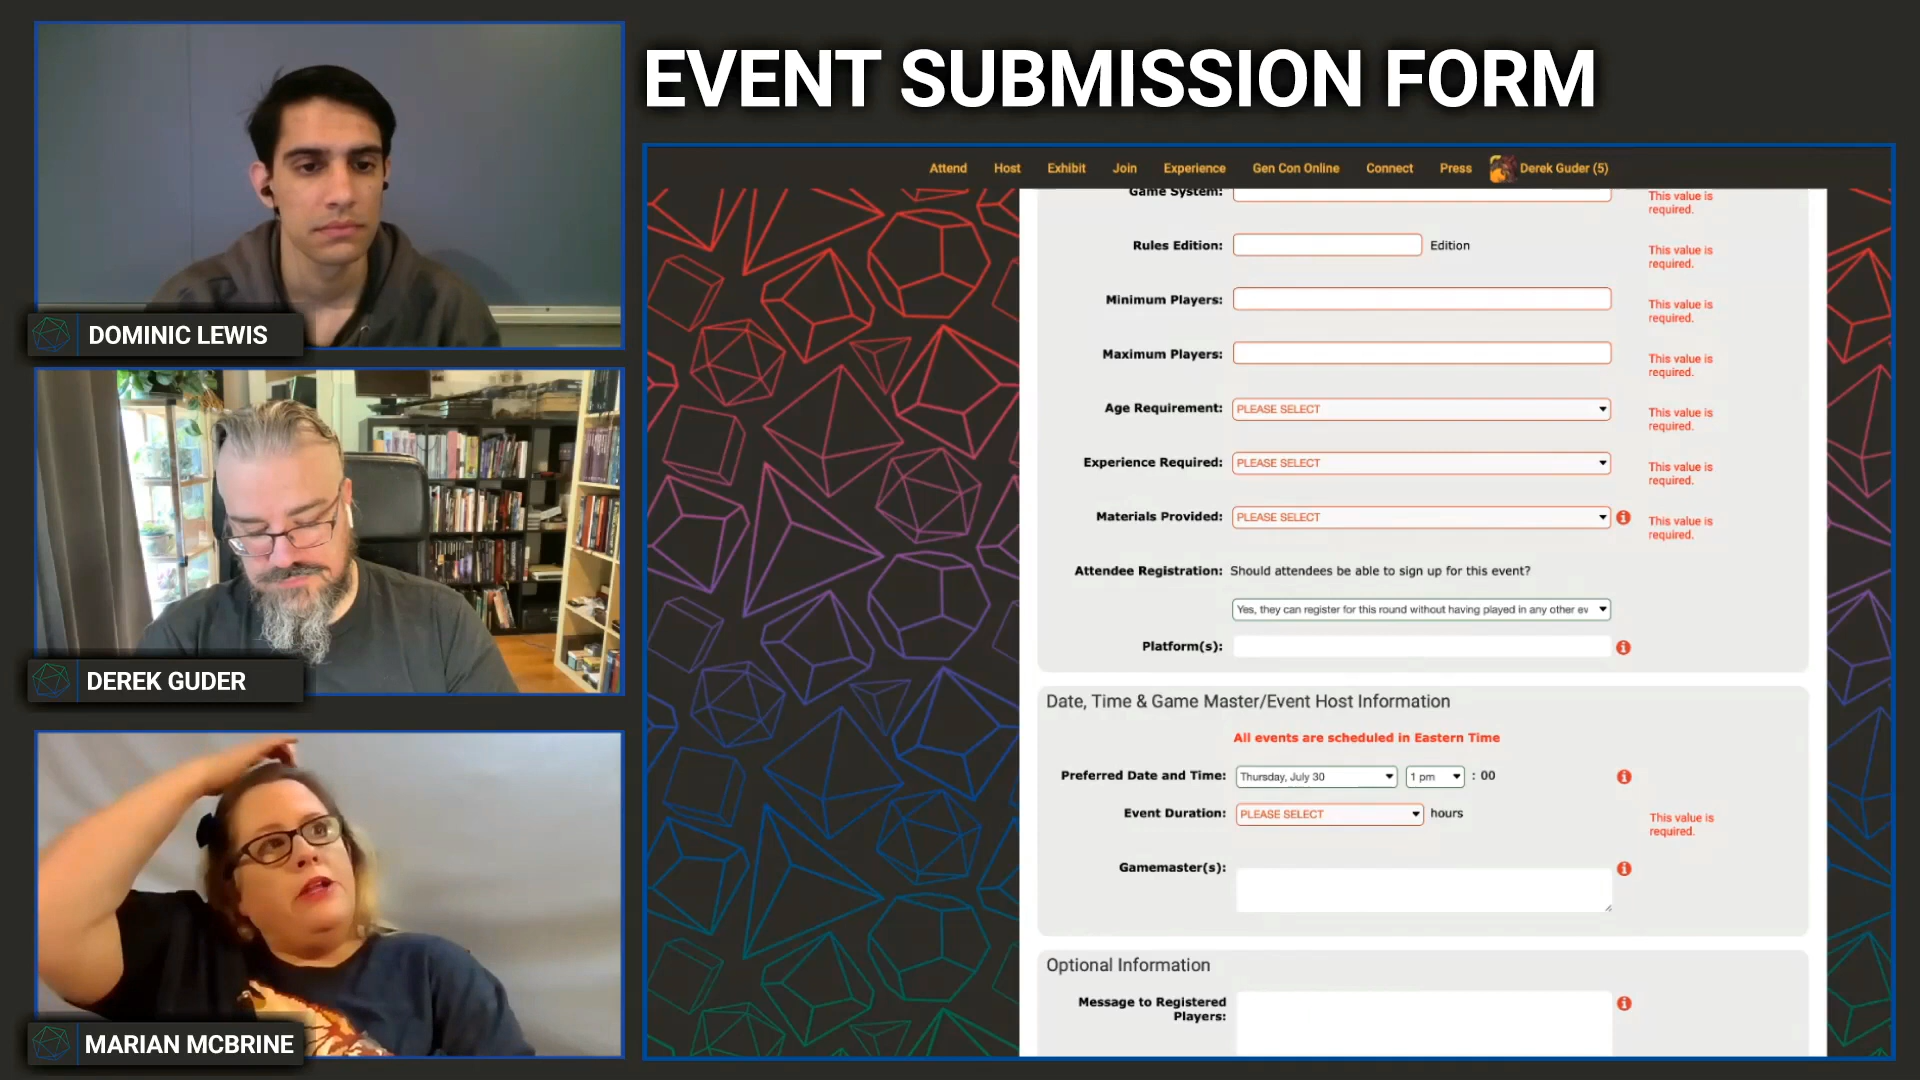 EVENT SUBMISSION FORM
Attend Host Exhibit Join Experience Gen Con Online Connect Press Derek Guder (5)
Game System: This value is
required.
Rules Edition: Edition This value is
required.
Minimum Players: This value is
required.
Maximum Players: This value is
required.
Age Requirement: PLEASE SELECT This value is
required.
Experience Required: PLEASE SELECT This value is
required.
Materials Provided: PLEASE SELECT This value is
required.
Attendee Registration: Should attendees be able to sign up for this event?
Yes, they can register for this round without having played in any other ev
Platform(s):
Date, Time & Game Master/Event Host Information
All events are scheduled in Eastern Time
Preferred Date and Time: Thursday, July 30 1 pm : 00
Event Duration: PLEASE SELECT hours This value is
required.
Gamemaster(s):
Optional Information
Message to Registered
Players:
DOMINIC LEWIS
DEREK GUDER
MARIAN MCBRINE